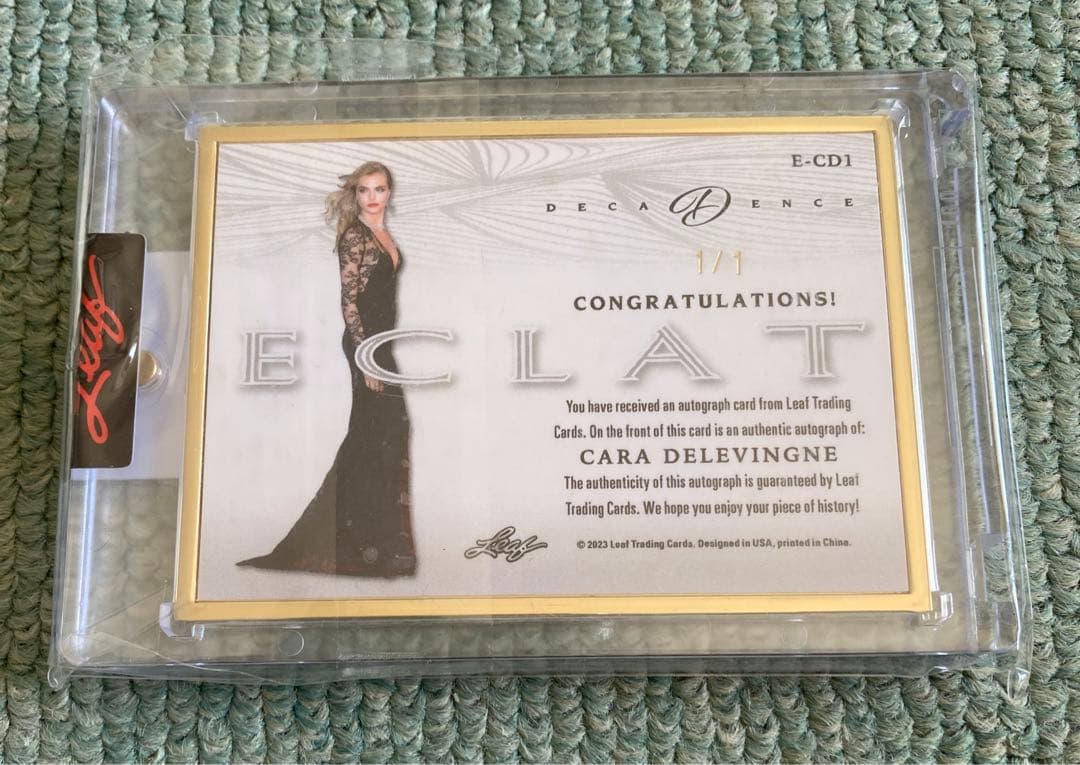 E-CD1
DECADENCE
1/1
CONGRATULATIONS!
ECLAT
You have received an autograph card from Leaf Trading
Cards. On the front of this card is an authentic autograph of:
CARA DELEVINGNE
The authenticity of this autograph is guaranteed by Leaf
Trading Cards. We hope you enjoy your piece of history!
Leaf
© 2023 Leaf Trading Cards. Designed in USA, printed in China.
Leaf